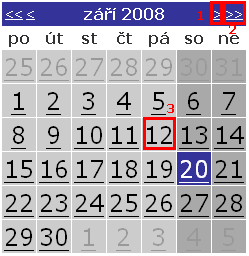 << < září 2008 1 > >>
2
po út st čt pá so ne
25 26 27 28 29 30 31
1 2 3 4 5 3 6 7
8 9 10 11 12 13 14
15 16 17 18 19 20 21
22 23 24 25 26 27 28
29 30 1 2 3 4 5